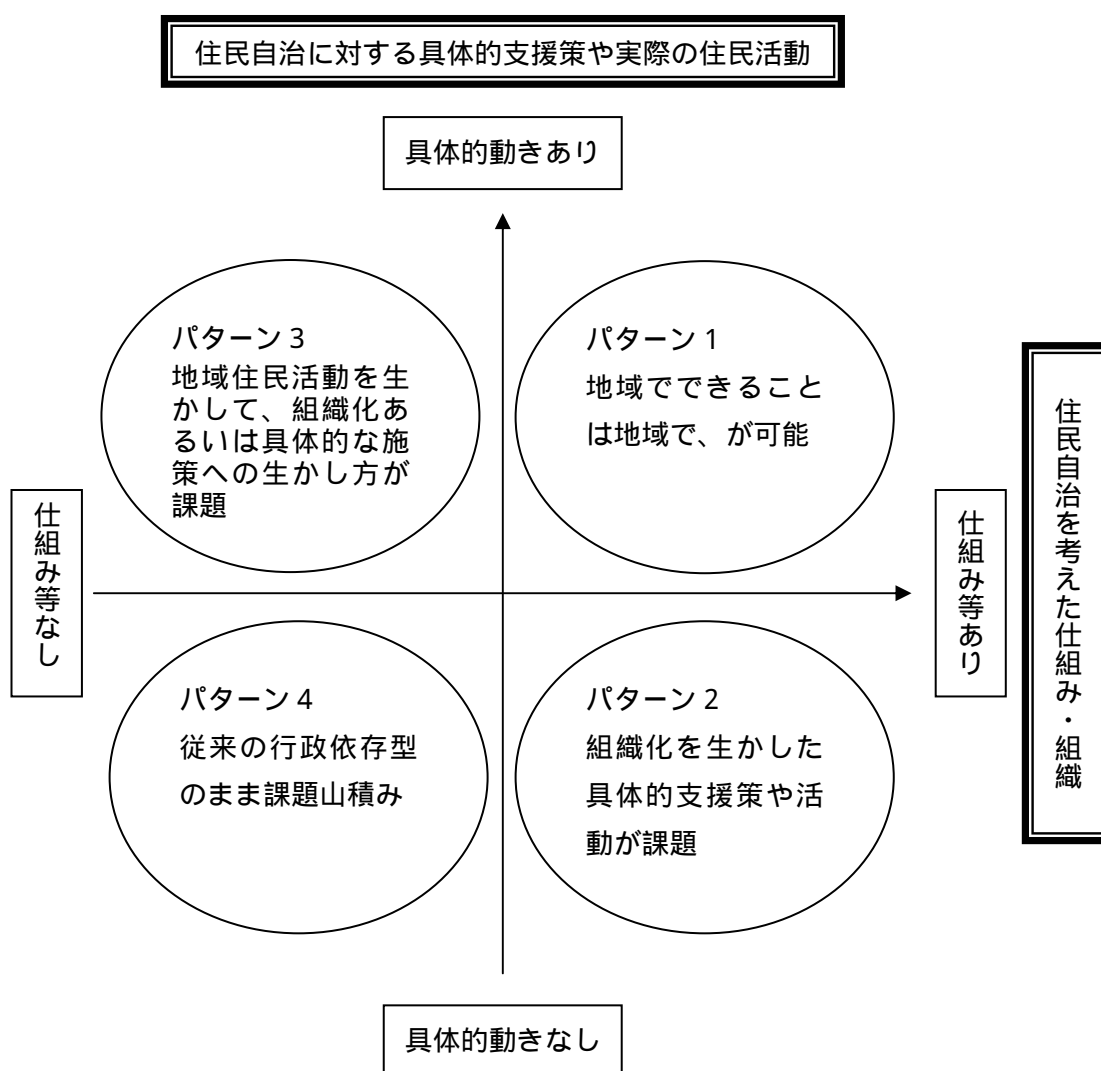 住民自治に対する具体的支援策や実際の住民活動
具体的動きあり
パターン３
地域住民活動を生
かして、組織化あ
るいは具体的な施
策への生かし方が
課題
パターン１
地域でできること
は地域で、が可能
仕組み等なし
仕組み等あり
住民自治を考えた仕組み・組織
パターン４
従来の行政依存型
のまま課題山積み
パターン２
組織化を生かした
具体的支援策や活
動が課題
具体的動きなし